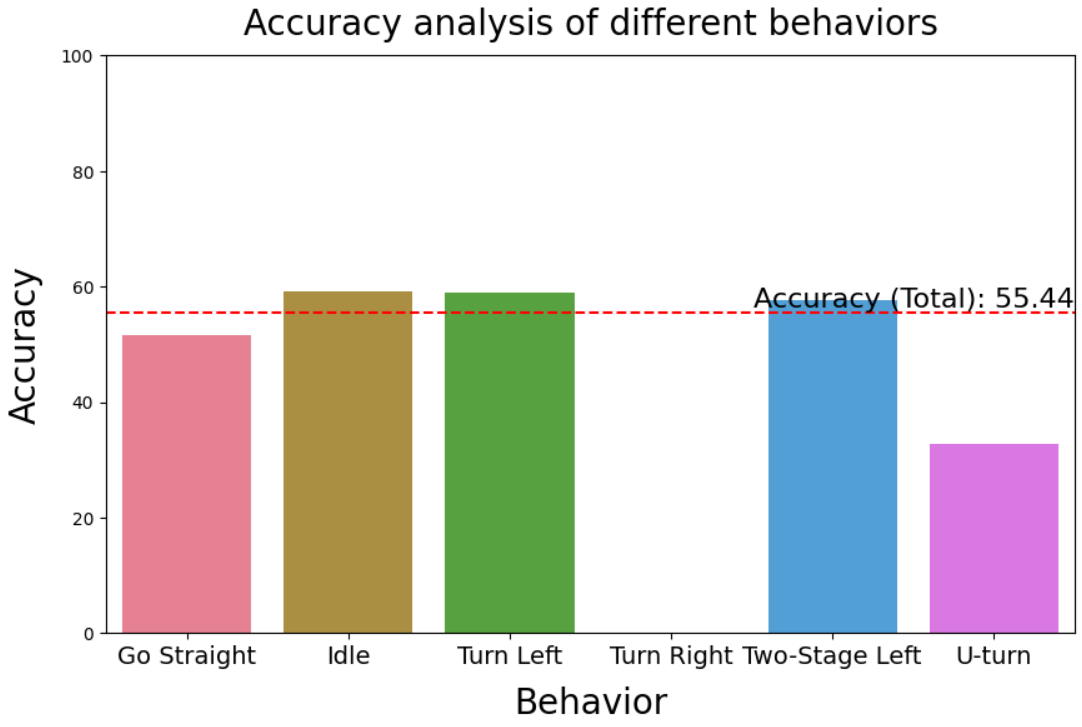 Accuracy analysis of different behaviors
100
80
60
40
20
0
Accuracy
Accuracy (Total): 55.44
Go Straight
Idle
Turn Left
Turn Right
Two-Stage Left
U-turn
Behavior